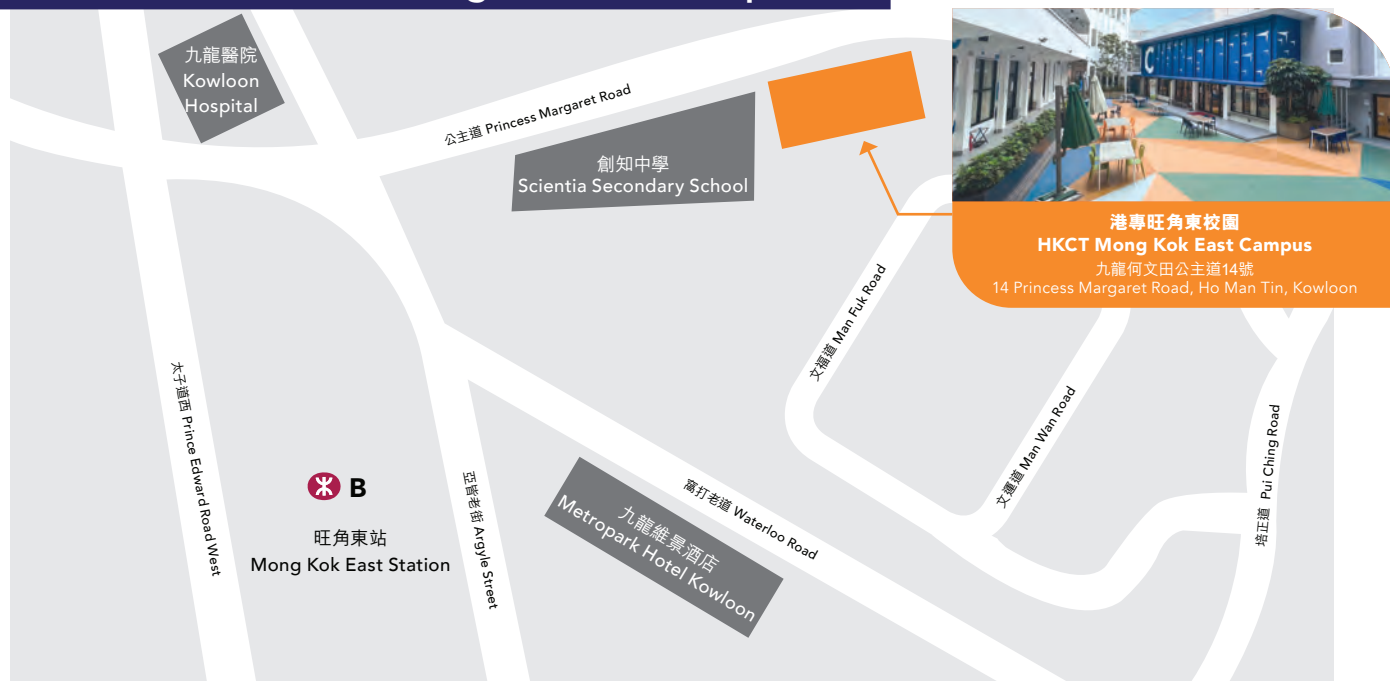 九龍醫院
Kowloon
Hospital
公主道 Princess Margaret Road
創知中學
Scientia Secondary School
港專旺角東校園
HKCT Mong Kok East Campus
九龍何文田公主道14號
14 Princess Margaret Road, Ho Man Tin, Kowloon
文福道 Man Fuk Road
文運道 Man Wan Road
培正道 Pui Ching Road
太子道西 Prince Edward Road West
B
旺角東站
Mong Kok East Station
亞皆老街 Argyle Street
窩打老道 Waterloo Road
九龍維景酒店
Metropark Hotel Kowloon